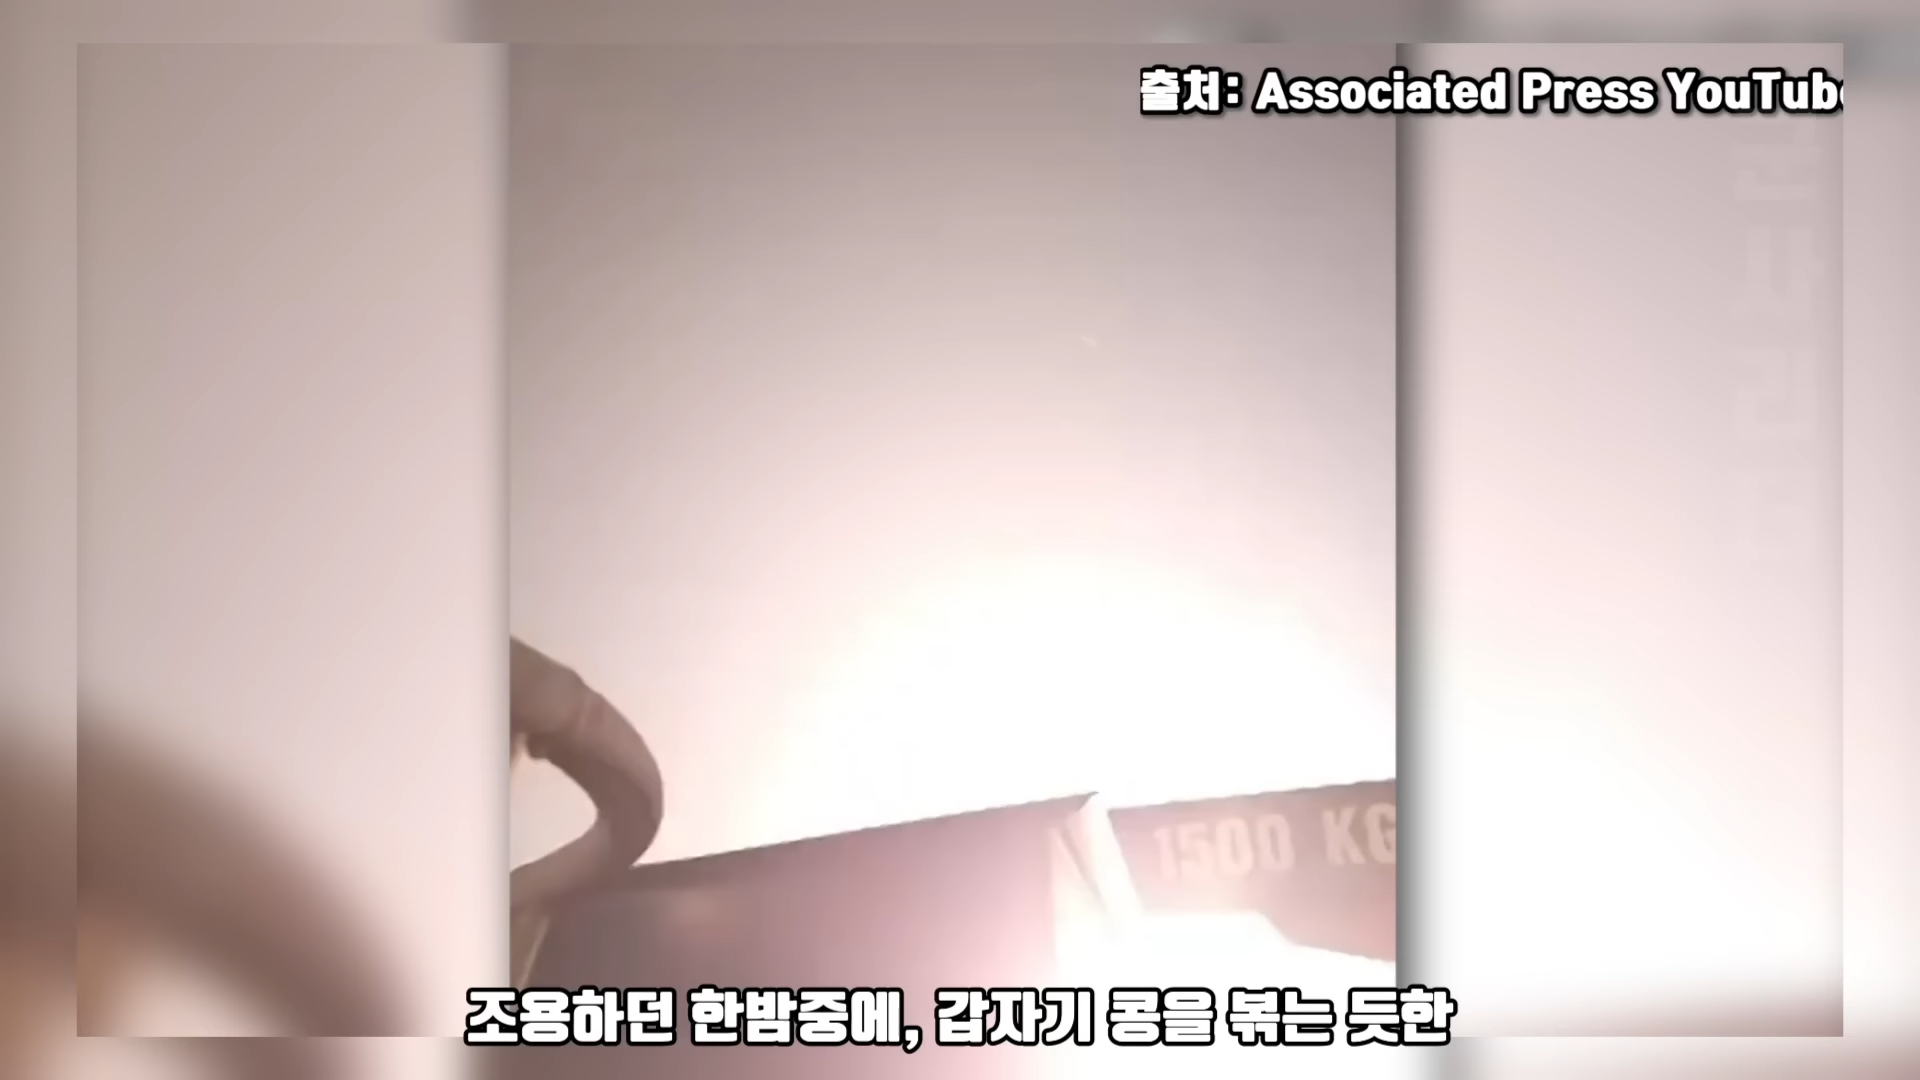 출처: Associated Press YouTube
1500 KG
조용하던 한밤중에, 갑자기 콩을 볶는 듯한